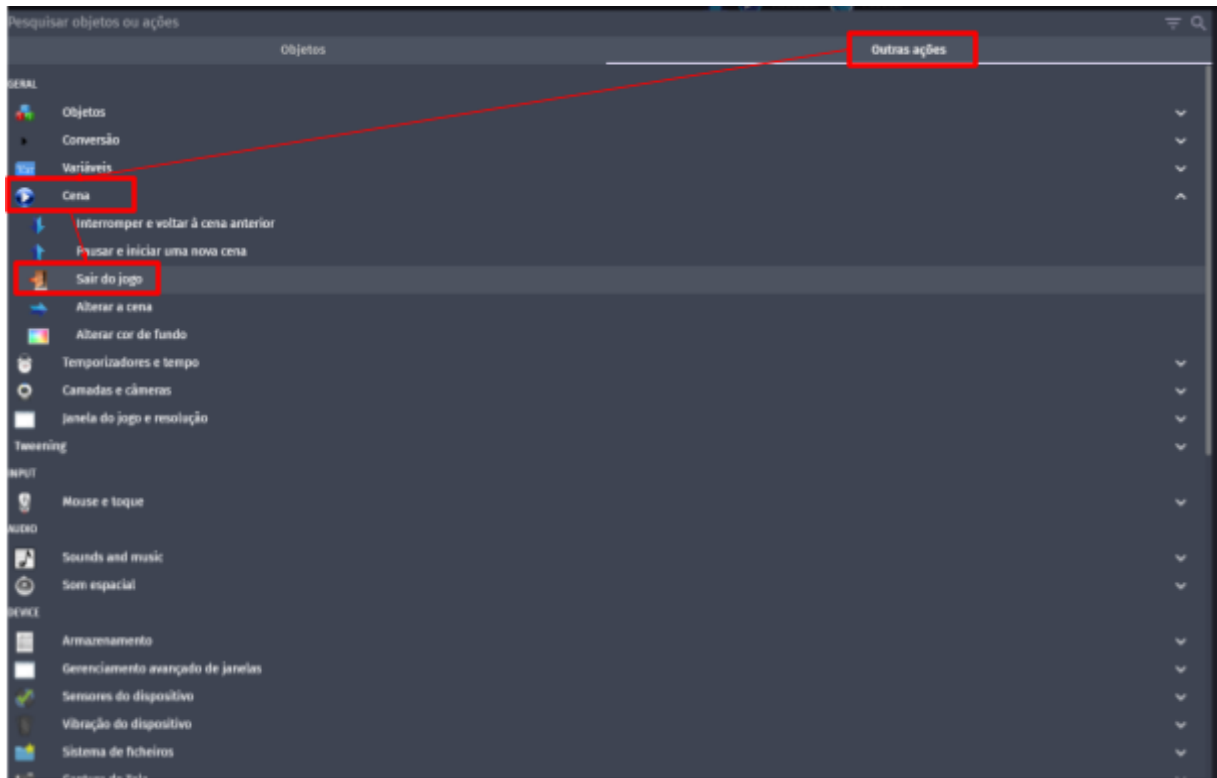 Pesquisar objetos ou ações
Objetos
Outras ações
GERAL
Objetos
Conversão
Variáveis
Cena
Interromper e voltar à cena anterior
Pausar e iniciar uma nova cena
Sair do jogo
Alterar a cena
Alterar cor de fundo
Temporizadores e tempo
Camadas e câmeras
Janela do jogo e resolução
Tweening
INPUT
Mouse e toque
AUDIO
Sounds and music
Som espacial
DEVICE
Armazenamento
Gerenciamento avançado de janelas
Sensores do dispositivo
Vibração do dispositivo
Sistema de ficheiros